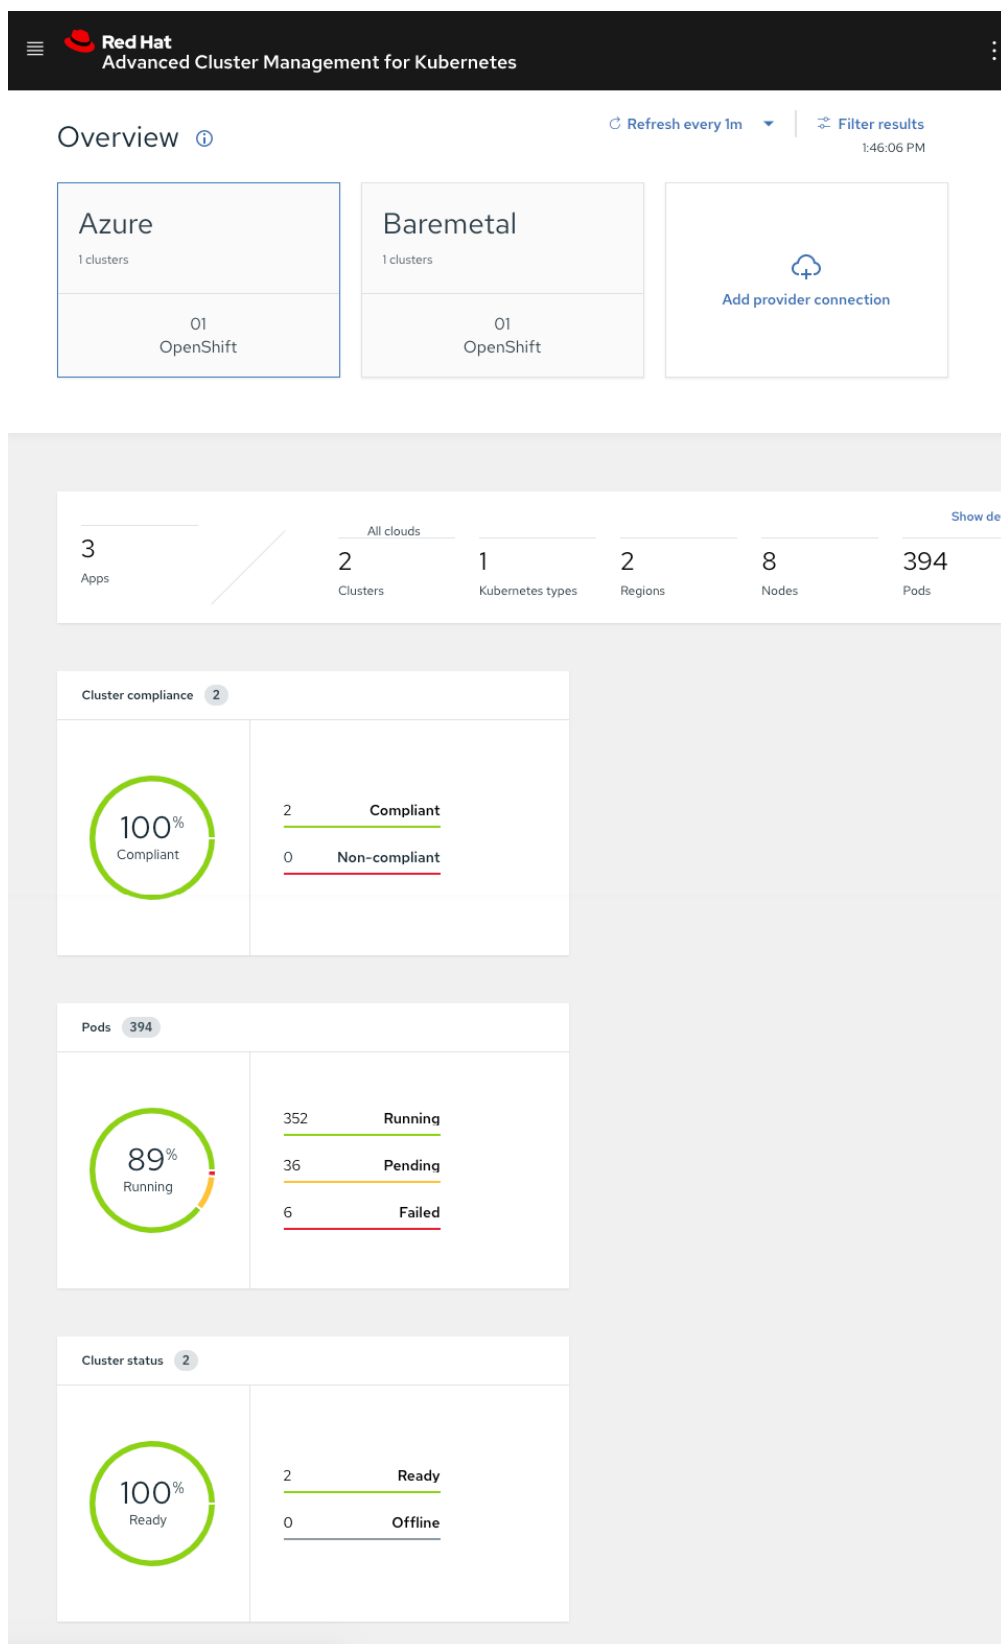 Red Hat
Advanced Cluster Management for Kubernetes
Overview
Refresh every 1m
Filter results
1:46:06 PM
Azure
1 clusters
01
OpenShift
Baremetal
1 clusters
01
OpenShift
Add provider connection
Show de
3
Apps
All clouds
2
Clusters
1
Kubernetes types
2
Regions
8
Nodes
394
Pods
Cluster compliance 2
100%
Compliant
2 Compliant
0 Non-compliant
Pods 394
89%
Running
352 Running
36 Pending
6 Failed
Cluster status 2
100%
Ready
2 Ready
0 Offline